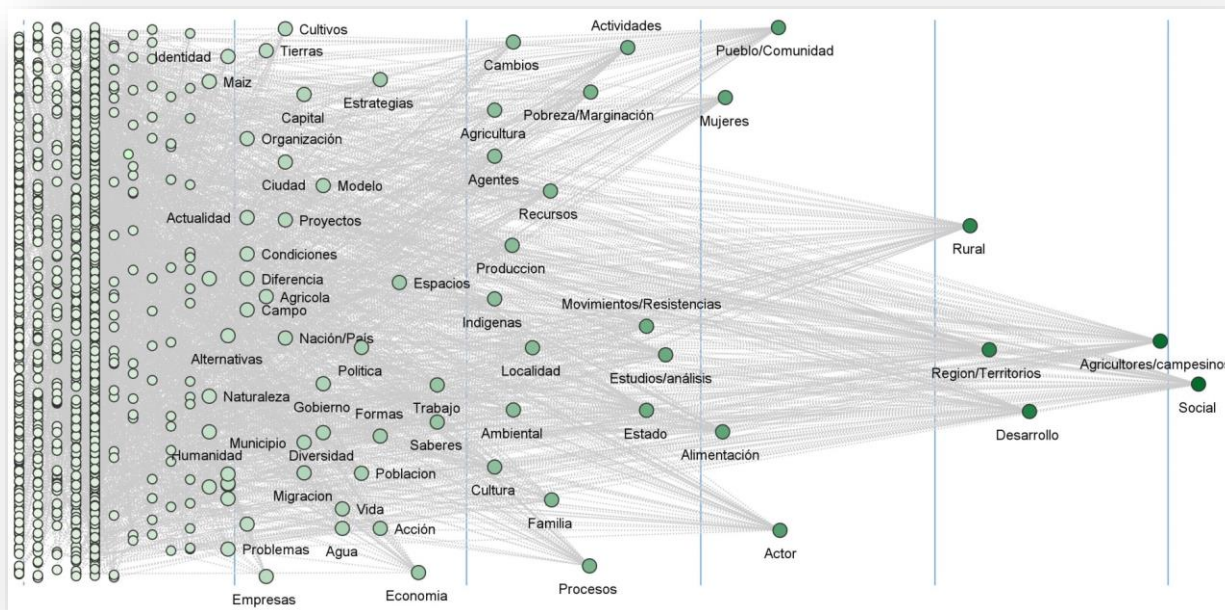 Cultivos
Actividades
Identidad
Tierras
Cambios
Pueblo/Comunidad
Maiz
Estrategias
Capital
Pobreza/Marginación
Mujeres
Organización
Agricultura
Agentes
Ciudad
Modelo
Recursos
Actualidad
Proyectos
Rural
Condiciones
Produccion
Diferencia
Espacios
Agricola
Movimientos/Resistencias
Campo
Indigenas
Nación/País
Alternativas
Politica
Localidad
Estudios/análisis
Region/Territorios
Agricultores/campesinos
Naturaleza
Gobierno
Formas
Trabajo
Social
Municipio
Saberes
Ambiental
Estado
Desarrollo
Humanidad
Diversidad
Alimentación
Poblacion
Migracion
Cultura
Vida
Familia
Acción
Problemas
Agua
Actor
Empresas
Economia
Procesos